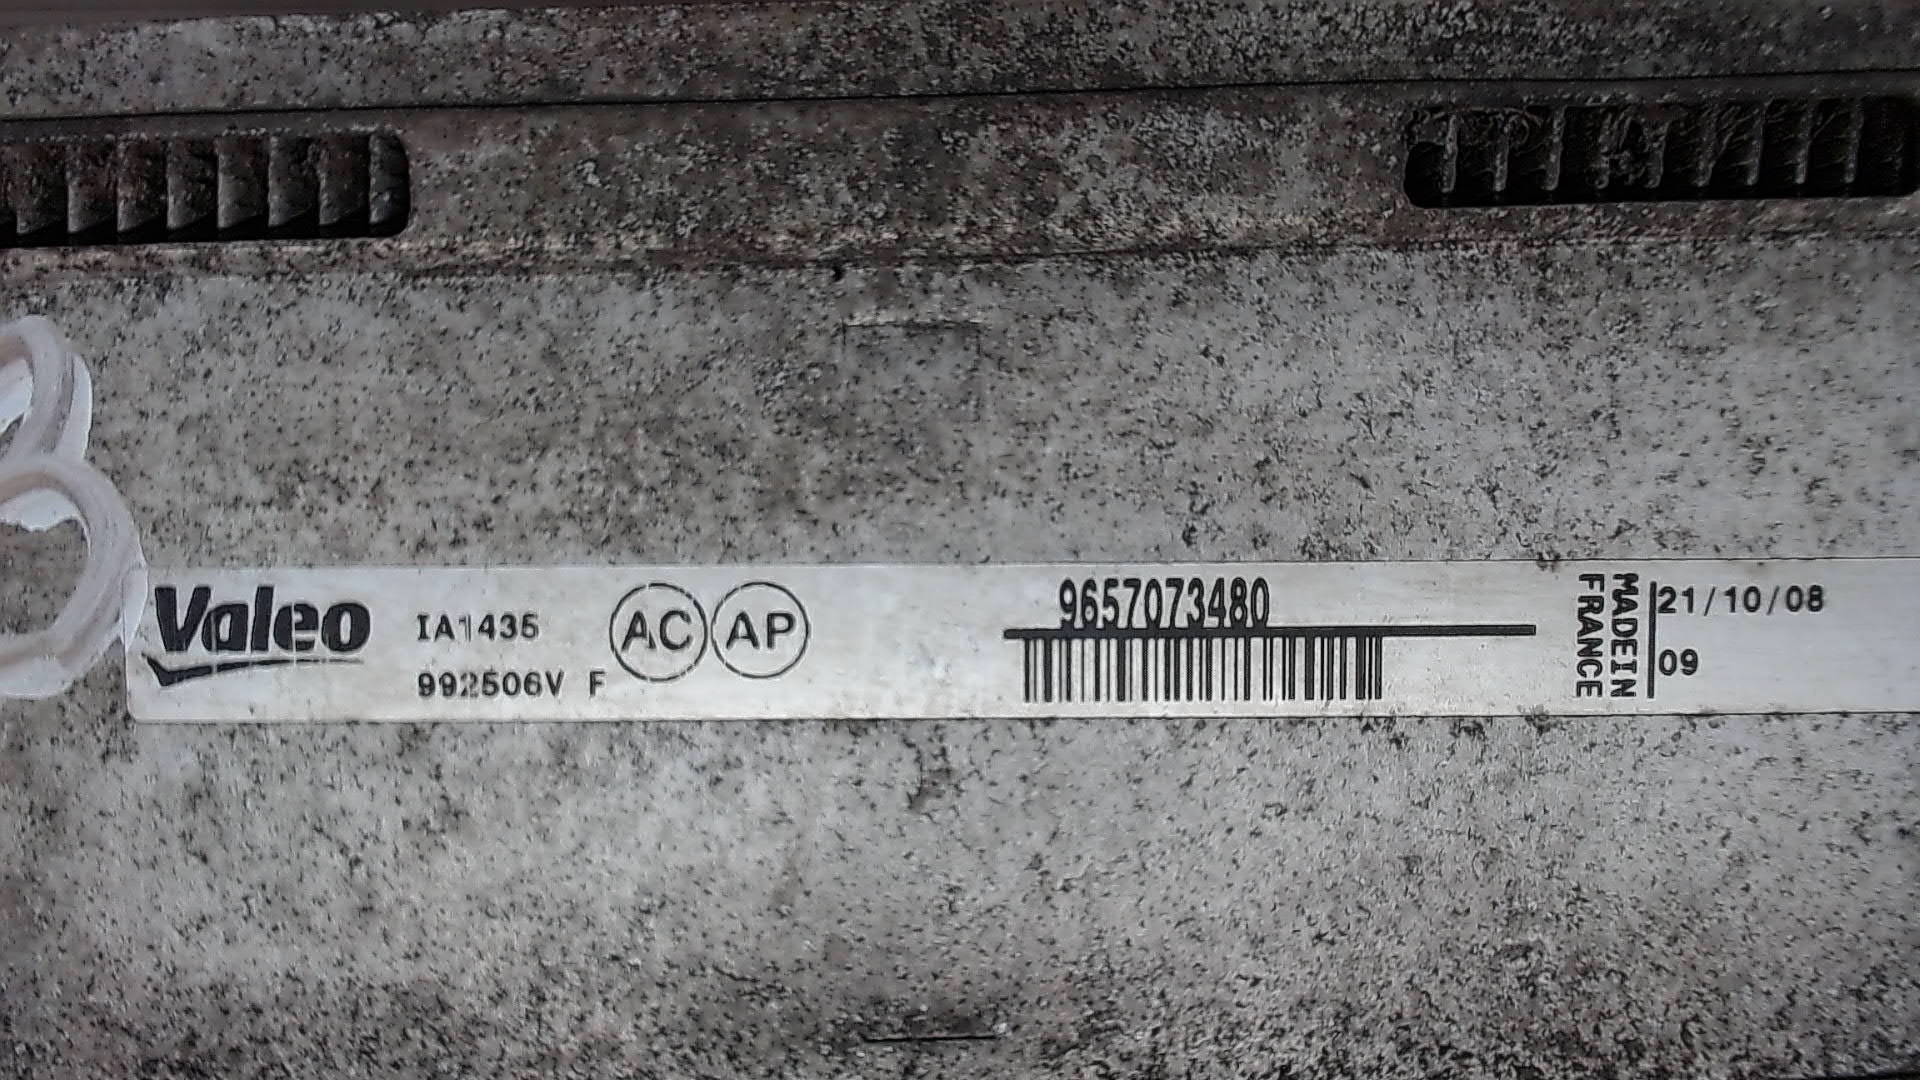 Valeo
IA1435
992506V F
AC AP
9657073480
MADE IN
FRANCE
21/10/08
09